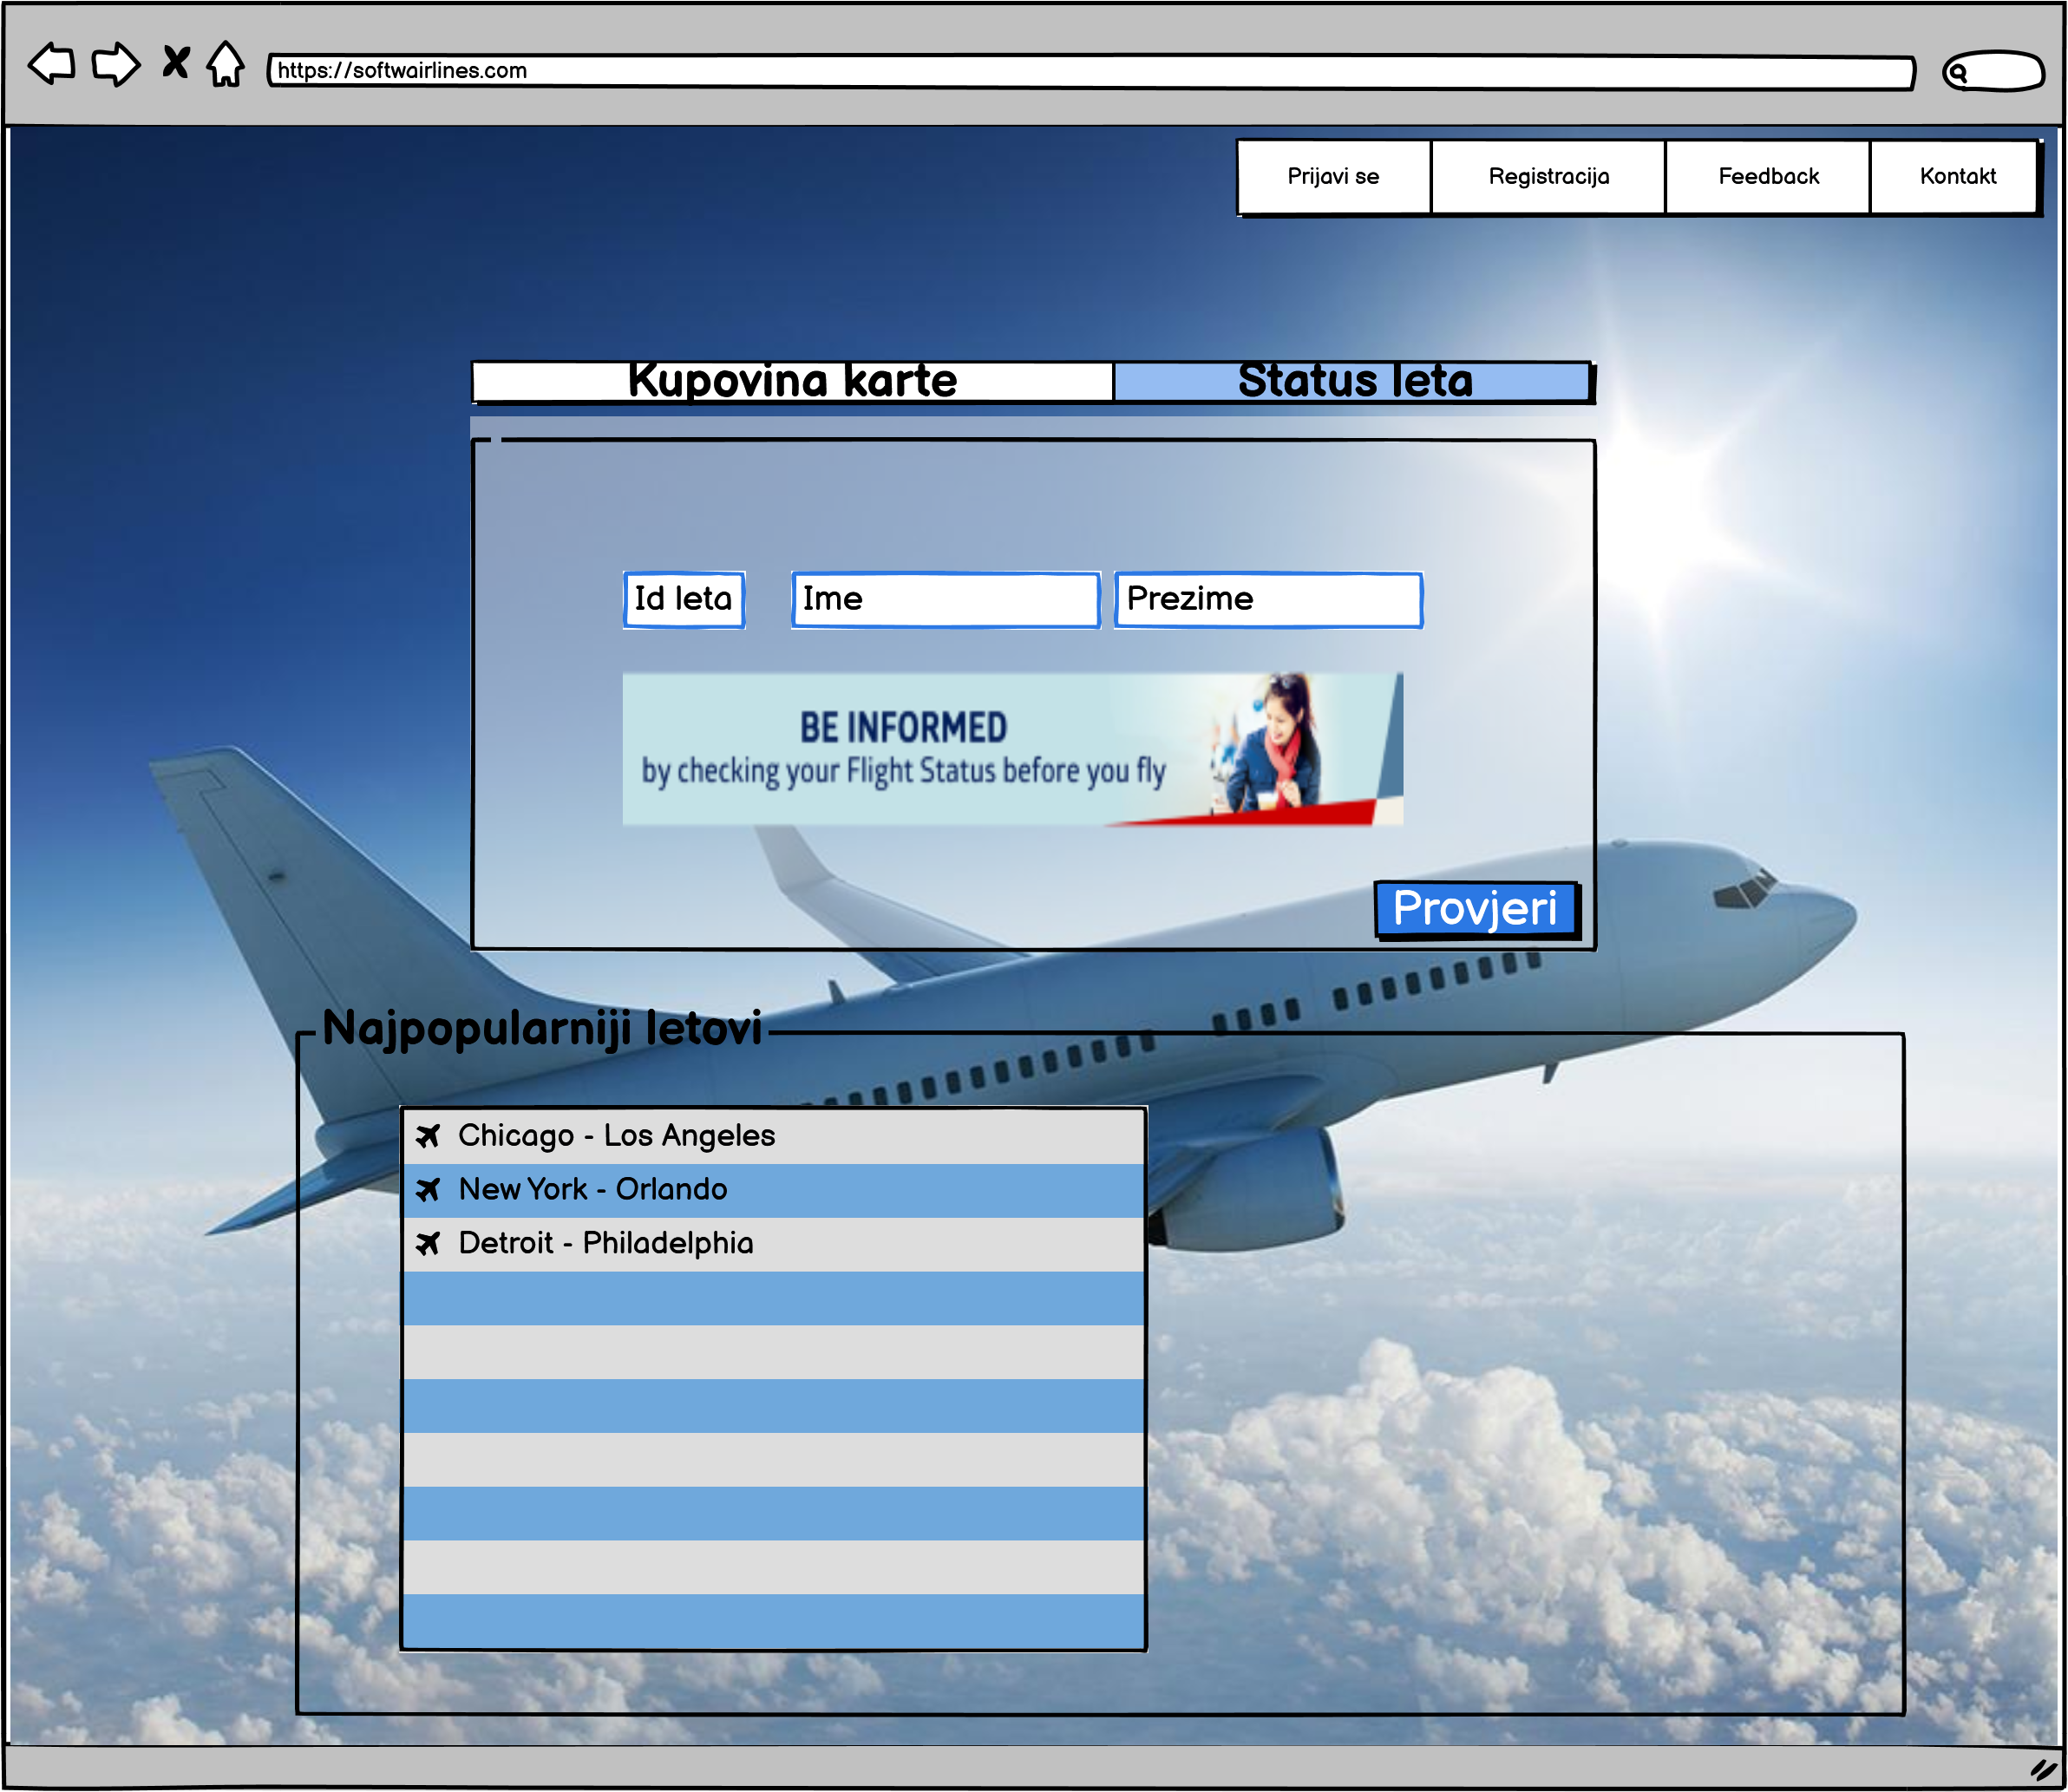 https://softwairlines.com
Prijavi se Registracija Feedback Kontakt
Kupovina karte Status leta
Id leta Ime Prezime
BE INFORMED
by checking your Flight Status before you fly
Provjeri
Najpopularniji letovi
Chicago - Los Angeles
New York - Orlando
Detroit - Philadelphia